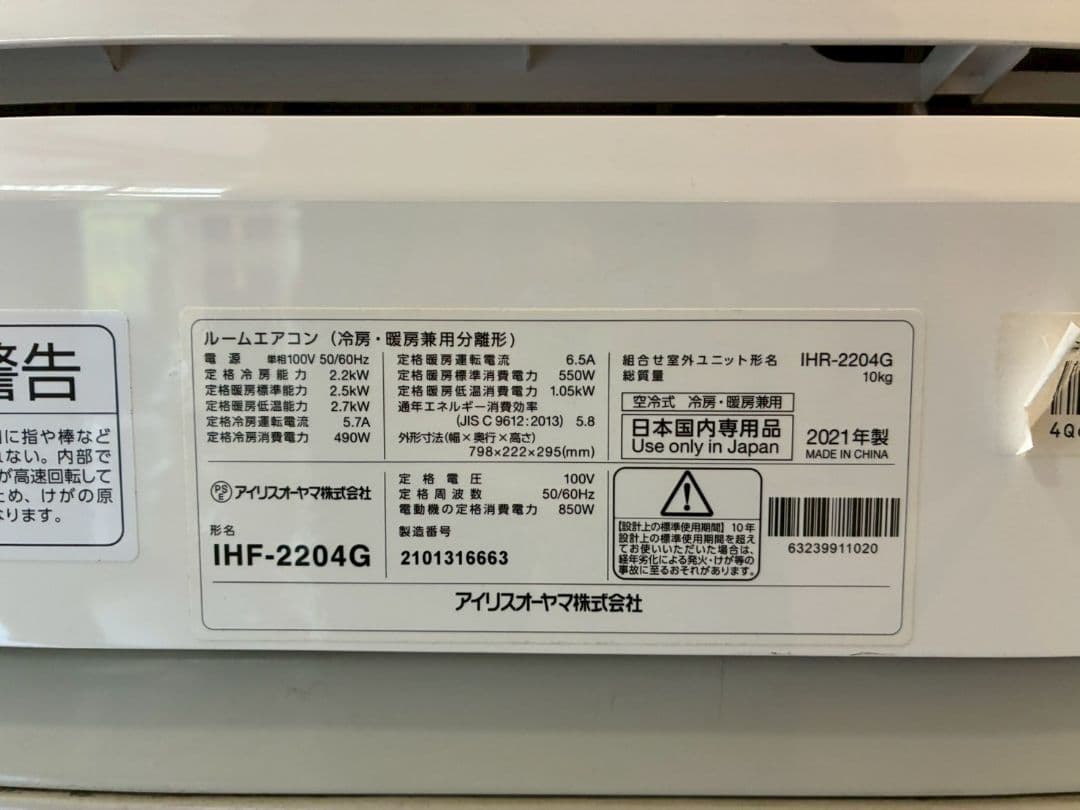 警告
に指や棒など
ない。内部で
が高速回転して
ため、けがの原
なります。
ルームエアコン（冷房・暖房兼用分離形）
電源 単相100V 50/60Hz
定格冷房能力 2.2kW
定格暖房標準能力 2.5kW
定格暖房低温能力 2.7kW
定格冷房運転電流 5.7A
定格冷房消費電力 490W
定格暖房運転電流 6.5A
定格暖房標準消費電力 550W
定格暖房低温消費電力 1.05kW
通年エネルギー消費効率
(JIS C 9612:2013) 5.8
外形寸法(幅×奥行×高さ)
798×222×295(mm)
組合せ室外ユニット形名 IHR-2204G
総質量 10kg
空冷式 冷房・暖房兼用
日本国内専用品
Use only in Japan
2021年製
MADE IN CHINA
PSE アイリスオーヤマ株式会社
形名
IHF-2204G
定格電圧 100V
定格周波数 50/60Hz
電動機の定格消費電力 850W
製造番号
2101316663
【設計上の標準使用期間】10年
設計上の標準使用期間を超え
てお使いいただいた場合は、
経年劣化による発火・けが等の
事故に至るおそれがあります。
63239911020
アイリスオーヤマ株式会社